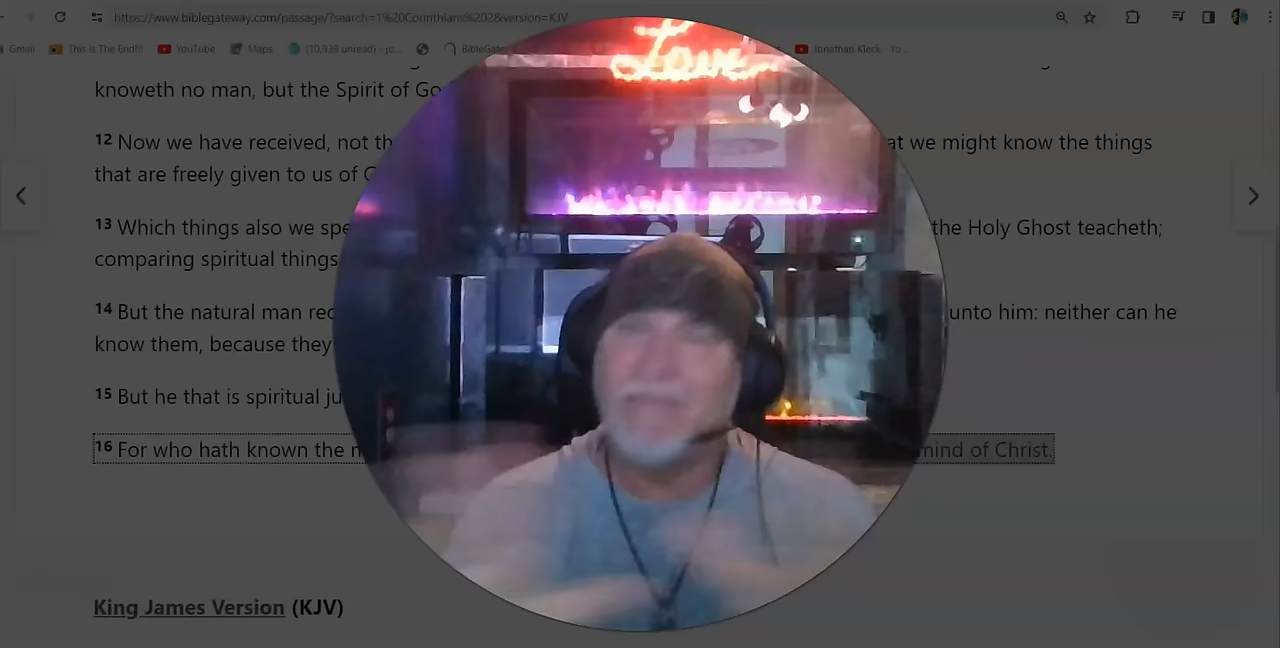 https://www.biblegateway.com/passage/?search=1%20Corinthians%202&version=KJV
Gmail This is The End!!! YouTube Maps (10,939 unread) - jo... BibleGate Jonathan Kleck - Yo...
Love
knoweth no man, but the Spirit of Go
12 Now we have received, not th at we might know the things
that are freely given to us of G
13 Which things also we spe the Holy Ghost teacheth;
comparing spiritual things
14 But the natural man rec unto him: neither can he
know them, because they
15 But he that is spiritual ju
16 For who hath known the m mind of Christ.
King James Version (KJV)